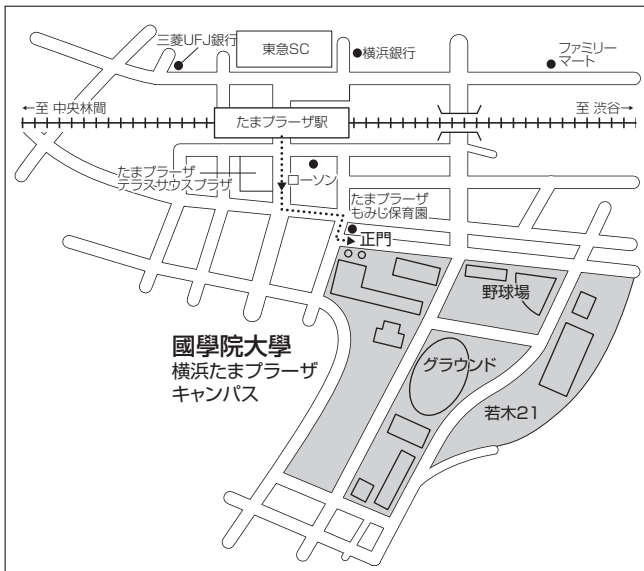 三菱UFJ銀行
東急SC
横浜銀行
ファミリー
マート
←至 中央林間
たまプラーザ駅
至 渋谷→
たまプラーザ
テラスサウスプラザ
ローソン
たまプラーザ
もみじ保育園
正門
野球場
國學院大學
横浜たまプラーザ
キャンパス
グラウンド
若木21